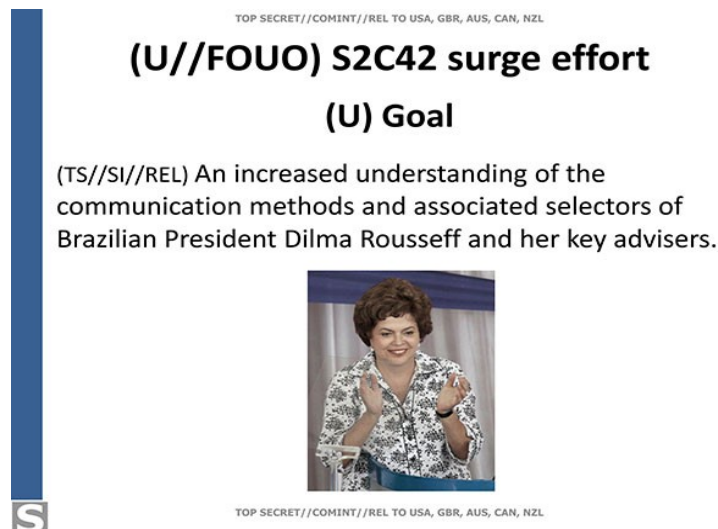 TOP SECRET//COMINT//REL TO USA, GBR, AUS, CAN, NZL
(U//FOUO) S2C42 surge effort
(U) Goal
(TS//SI//REL) An increased understanding of the
communication methods and associated selectors of
Brazilian President Dilma Rousseff and her key advisers.
S
TOP SECRET//COMINT//REL TO USA, GBR, AUS, CAN, NZL